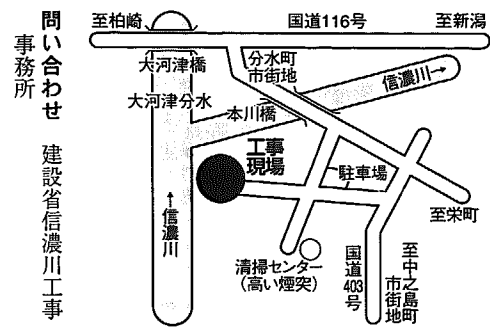 問い合わせ　建設省信濃川工事
事務所
至柏崎
国道116号
至新潟
大河津橋
分水町
市街地
信濃川→
大河津分水
本川橋
工事
現場
駐車場
至栄町
↑信濃川
清掃センター
(高い煙突)
国道403号
至中之島町
市街地